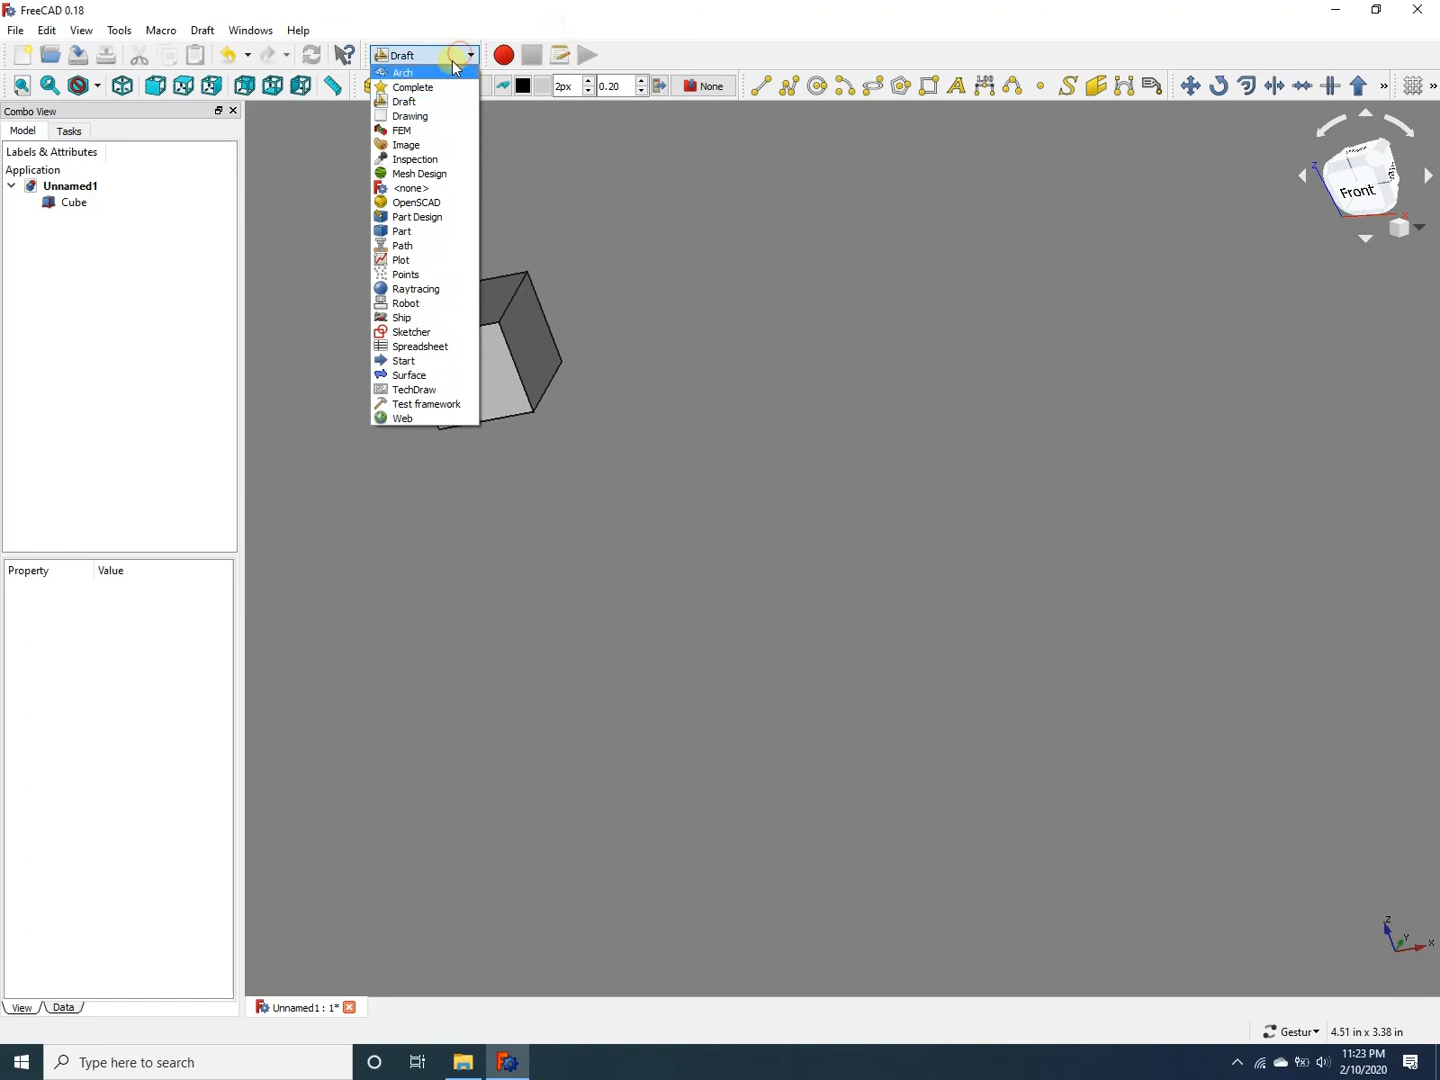 FreeCAD 0.18
File Edit View Tools Macro Draft Windows Help
Draft
2px 0.20 None
Arch
Complete
Draft
Drawing
FEM
Image
Inspection
Mesh Design
<none>
OpenSCAD
Part Design
Part
Path
Plot
Points
Raytracing
Robot
Ship
Sketcher
Spreadsheet
Start
Surface
TechDraw
Test framework
Web
Combo View
Model Tasks
Labels & Attributes
Application
Unnamed1
Cube
Property Value
View Data
Front
Z
X
Z
Y
X
Unnamed1 : 1*
Gestur 4.51 in x 3.38 in
Type here to search
11:23 PM
2/10/2020